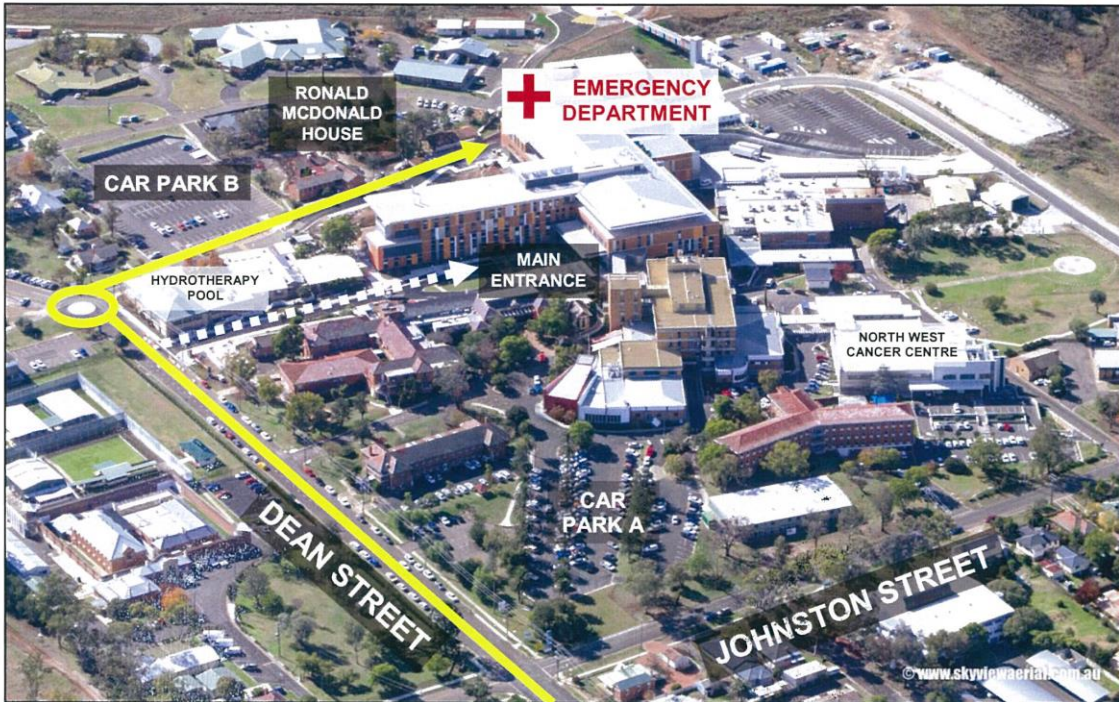 RONALD
MCDONALD
HOUSE
EMERGENCY
DEPARTMENT
CAR PARK B
HYDROTHERAPY
POOL
MAIN
ENTRANCE
NORTH WEST
CANCER CENTRE
CAR
PARK A
DEAN STREET
JOHNSTON STREET
©www.skyviewaerial.com.au